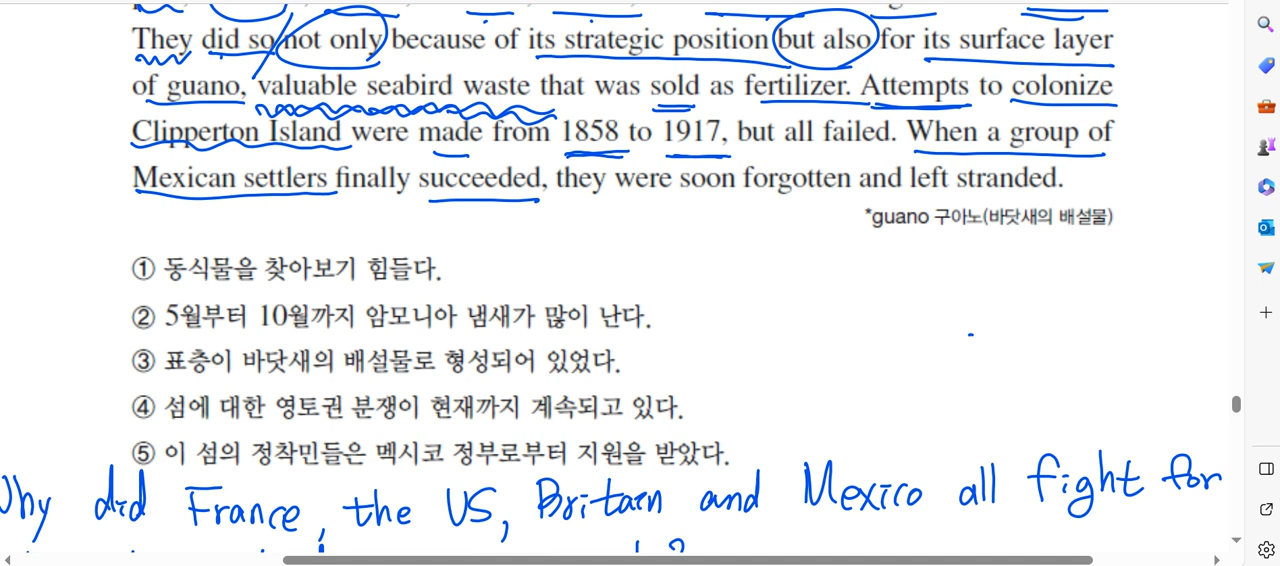 They did so not only because of its strategic position but also for its surface layer
of guano, valuable seabird waste that was sold as fertilizer. Attempts to colonize
Clipperton Island were made from 1858 to 1917, but all failed. When a group of
Mexican settlers finally succeeded, they were soon forgotten and left stranded.
*guano 구아노(바닷새의 배설물)
① 동식물을 찾아보기 힘들다.
② 5월부터 10월까지 암모니아 냄새가 많이 난다.
③ 표층이 바닷새의 배설물로 형성되어 있었다.
④ 섬에 대한 영토권 분쟁이 현재까지 계속되고 있다.
⑤ 이 섬의 정착민들은 멕시코 정부로부터 지원을 받았다.
Why did France, the US, Britain and Mexico all fight for